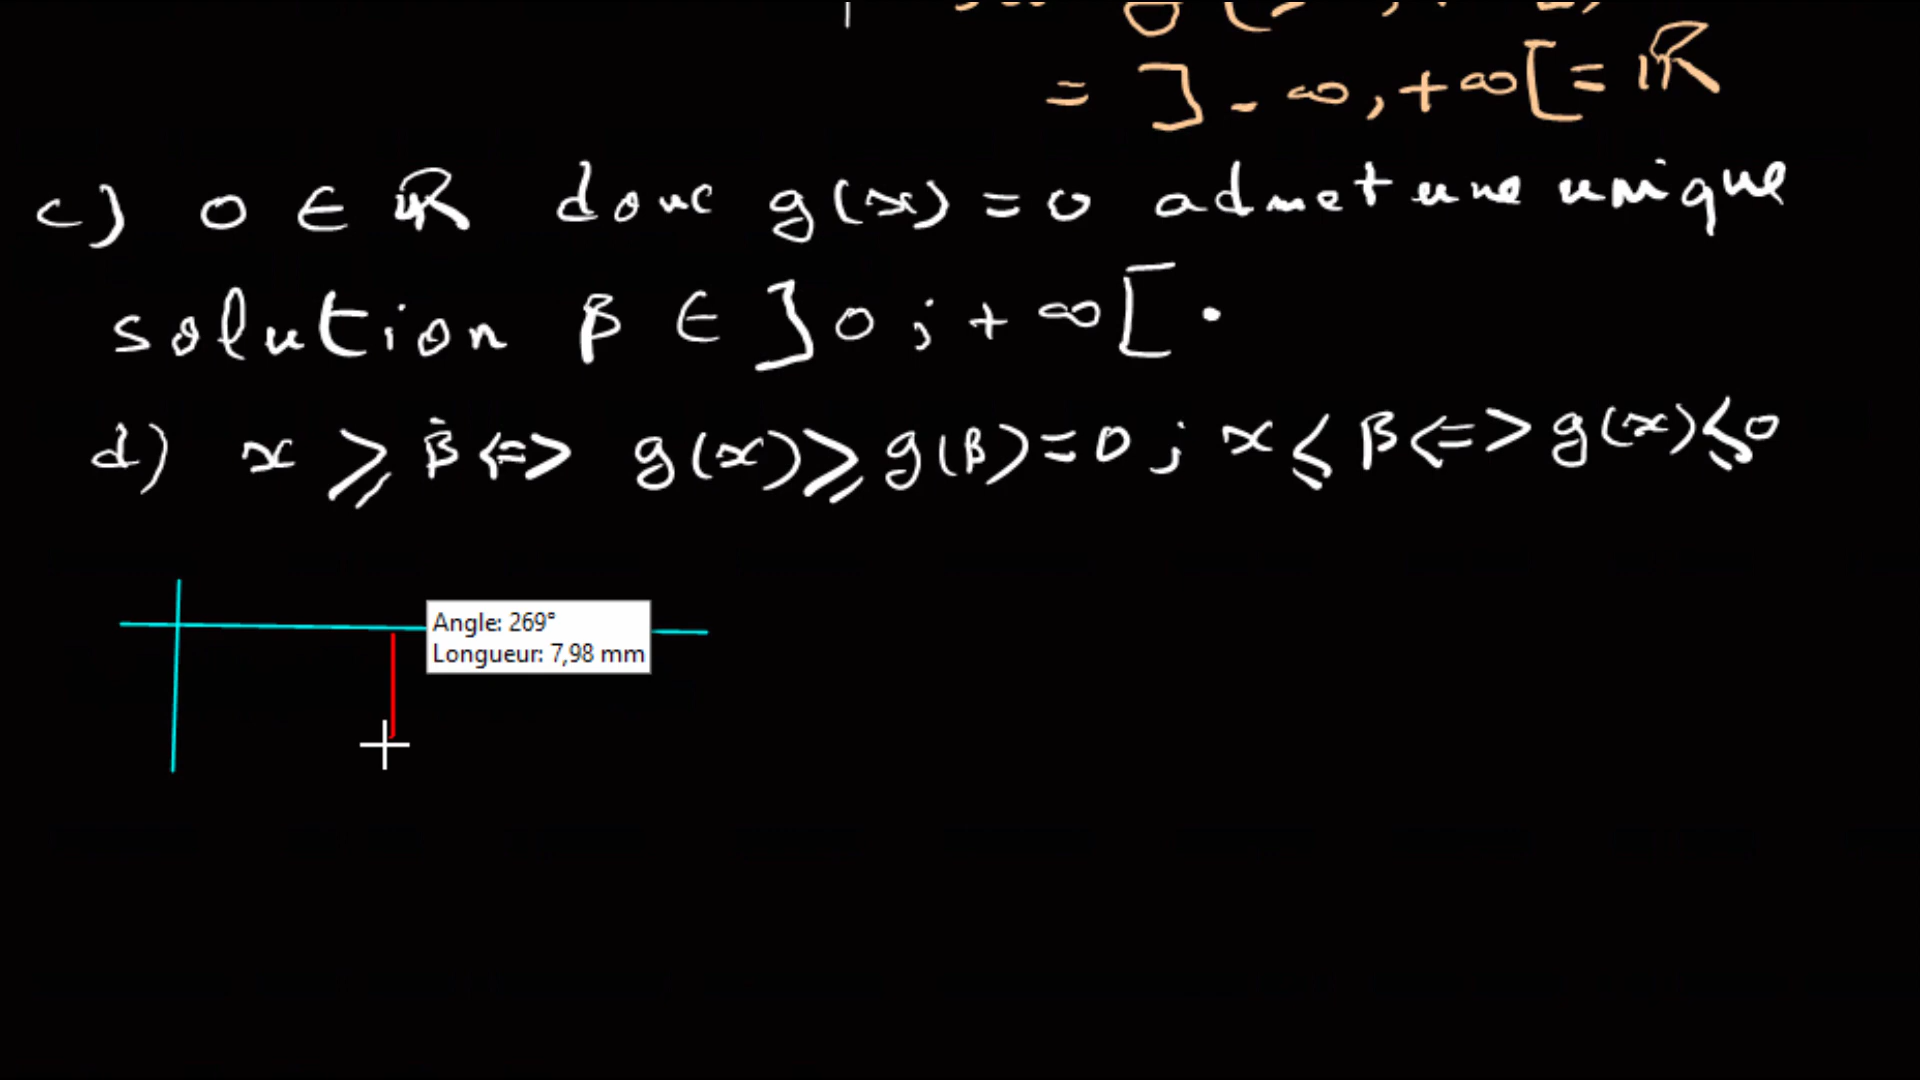 = ]-∞,+∞[ = ℝ
c) 0 ∈ ℝ donc g(x) = 0 admet une unique
solution β ∈ ]0 ; +∞[.
d) x ⩾ β <=> g(x) ⩾ g(β) = 0 ; x ⩽ β <=> g(x) ⩽ 0
Angle: 269°
Longueur: 7,98 mm